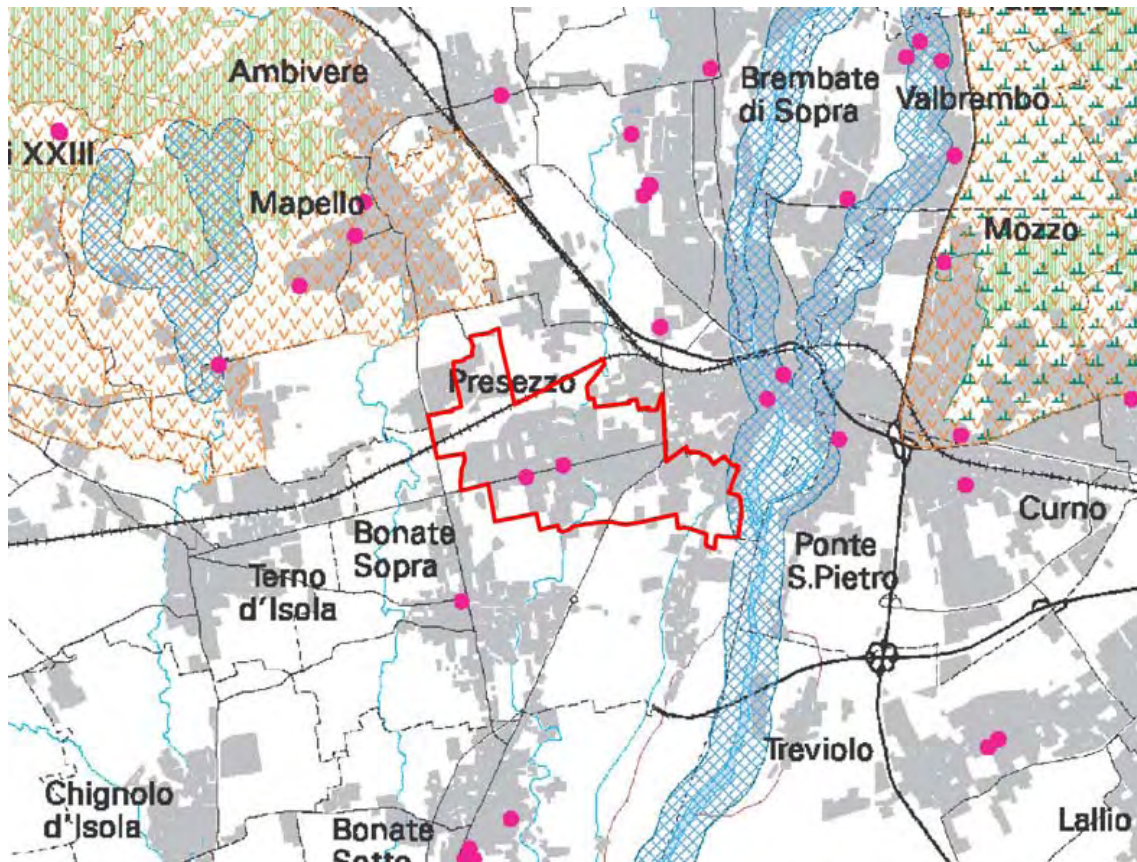 Ambivere
Brembate
di Sopra
Valbrembo
i XXIII
Mapello
Mozzo
Presezzo
Curno
Bonate
Sopra
Ponte
S.Pietro
Terno
d'Isola
Treviolo
Chignolo
d'Isola
Bonate
Sotto
Lallio